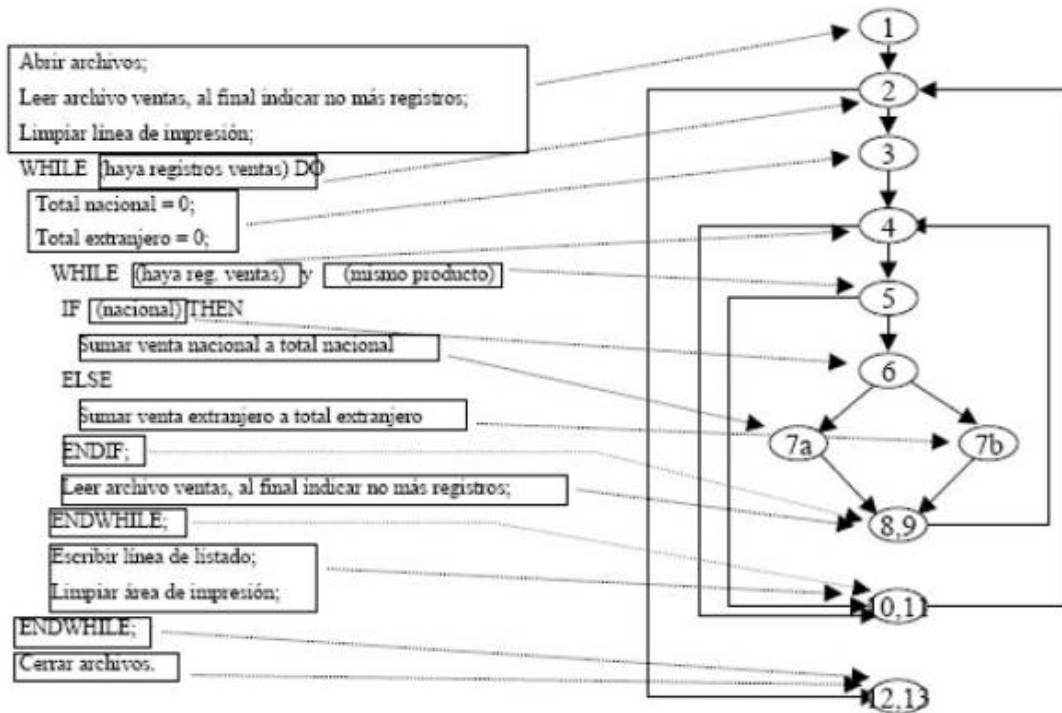 Abrir archivos;
Leer archivo ventas, al final indicar no más registros;
Limpiar línea de impresión;
WHILE (haya registros ventas) DO
Total nacional = 0;
Total extranjero = 0;
WHILE (haya reg. ventas) y (mismo producto)
IF (nacional) THEN
Sumar venta nacional a total nacional
ELSE
Sumar venta extranjero a total extranjero
ENDIF;
Leer archivo ventas, al final indicar no más registros;
ENDWHILE;
Escribir línea de listado;
Limpiar área de impresión;
ENDWHILE;
Cerrar archivos.
1
2
3
4
5
6
7a 7b
8,9
10,11
12,13